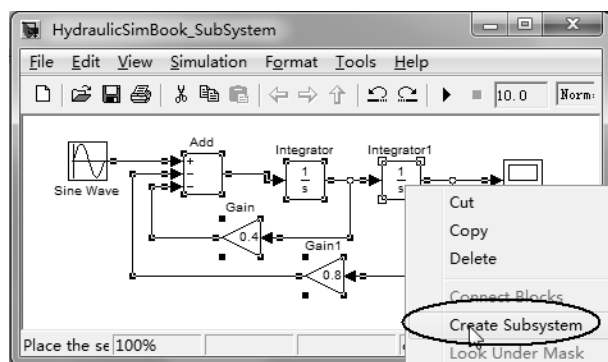 HydraulicSimBook_SubSystem
File Edit View Simulation Format Tools Help
10.0 Norm
Add
+
−
−
Integrator
1
s
Integrator1
1
s
Sine Wave
Gain
0.4
Gain1
0.8
Cut
Copy
Delete
Connect Blocks
Create Subsystem
Look Under Mask
Place the se 100%